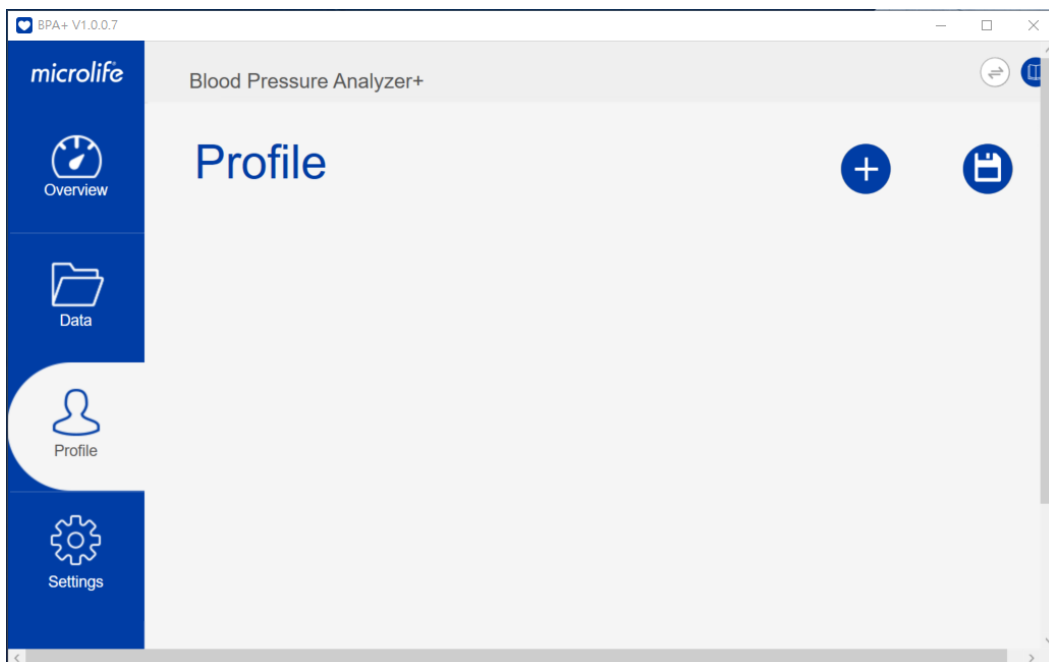 BPA+ V1.0.0.7
microlife
Blood Pressure Analyzer+
Profile
Overview
Data
Profile
Settings